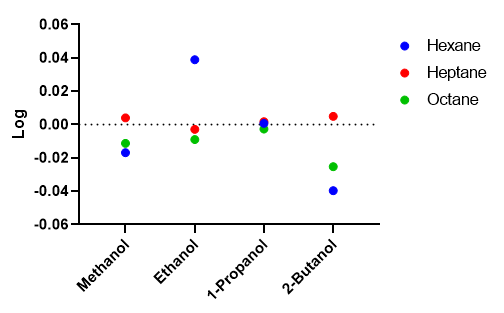 0.06
0.04
0.02
0.00
-0.02
-0.04
-0.06
Log
Methanol
Ethanol
1-Propanol
2-Butanol
Hexane
Heptane
Octane